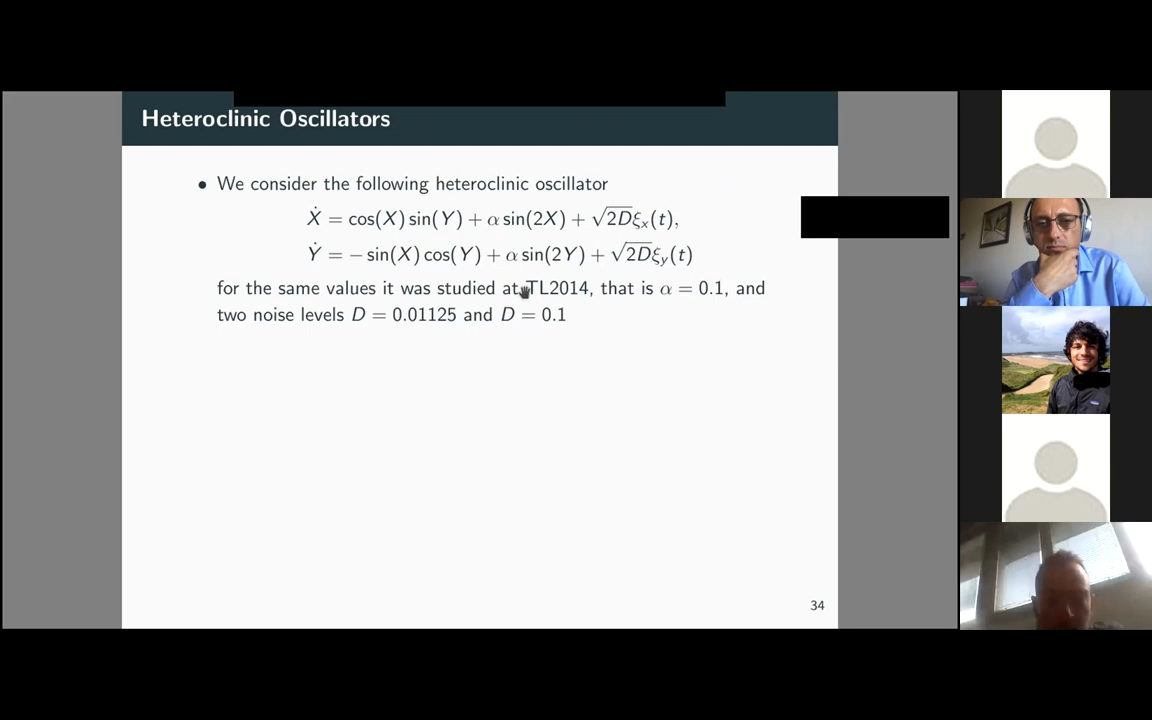 Heteroclinic Oscillators
• We consider the following heteroclinic oscillator
Ẋ = cos(X) sin(Y) + α sin(2X) + √2Dξₓ(t),
Ẏ = − sin(X) cos(Y) + α sin(2Y) + √2Dξᵧ(t)
for the same values it was studied at TL2014, that is α = 0.1, and
two noise levels D = 0.01125 and D = 0.1
34